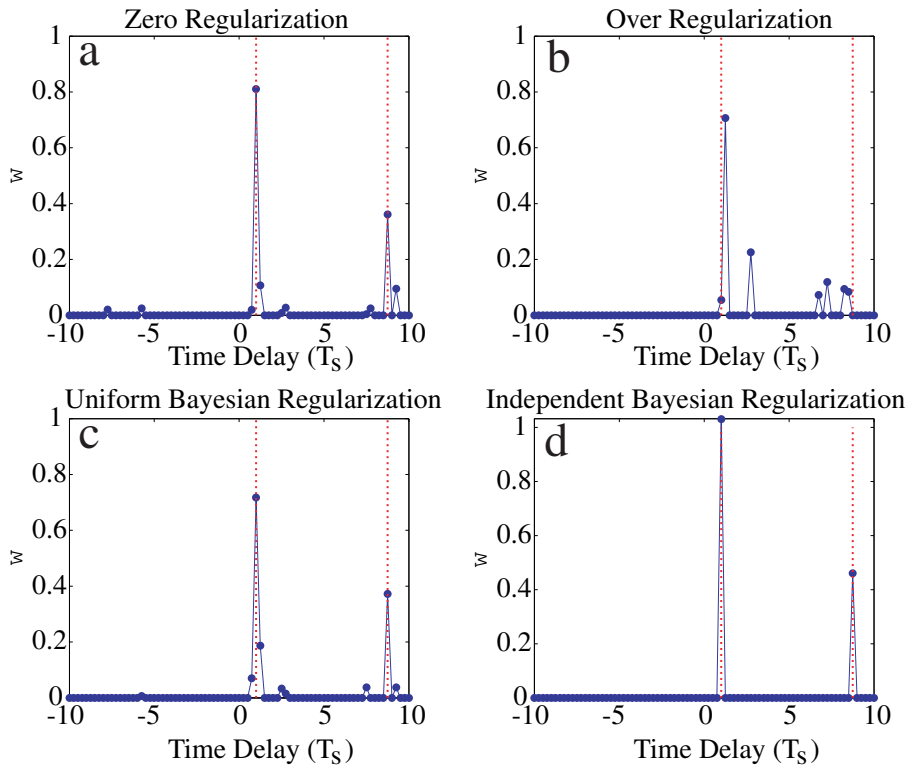 Zero Regularization
a
1
0.8
0.6
0.4
0.2
0
w
-10
-5
0
5
10
Time Delay (Ts)
Over Regularization
b
1
0.8
0.6
0.4
0.2
0
w
-10
-5
0
5
10
Time Delay (Ts)
Uniform Bayesian Regularization
c
1
0.8
0.6
0.4
0.2
0
w
-10
-5
0
5
10
Time Delay (Ts)
Independent Bayesian Regularization
d
1
0.8
0.6
0.4
0.2
0
w
-10
-5
0
5
10
Time Delay (Ts)